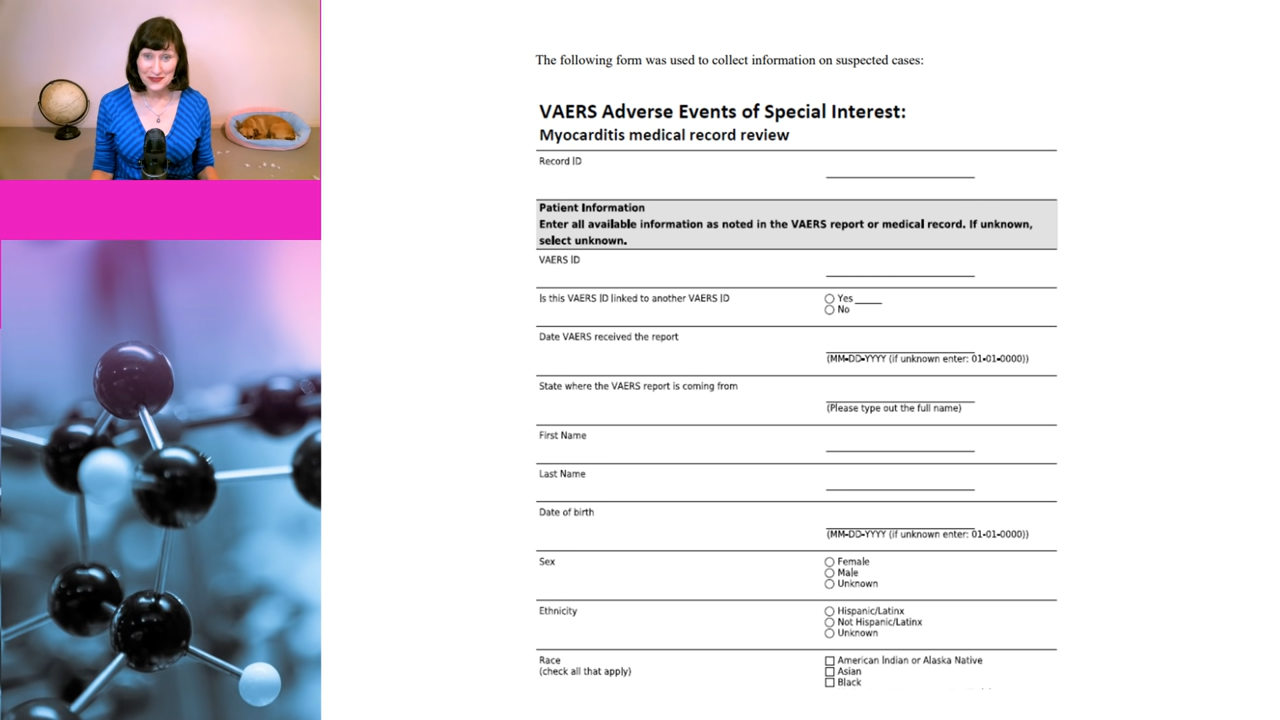 The following form was used to collect information on suspected cases:
VAERS Adverse Events of Special Interest:
Myocarditis medical record review
Record ID
Patient Information
Enter all available information as noted in the VAERS report or medical record. If unknown,
select unknown.
VAERS ID
Is this VAERS ID linked to another VAERS ID
Yes
No
Date VAERS received the report
(MM-DD-YYYY (if unknown enter: 01-01-0000))
State where the VAERS report is coming from
(Please type out the full name)
First Name
Last Name
Date of birth
(MM-DD-YYYY (if unknown enter: 01-01-0000))
Sex
Female
Male
Unknown
Ethnicity
Hispanic/Latinx
Not Hispanic/Latinx
Unknown
Race
(check all that apply)
American Indian or Alaska Native
Asian
Black